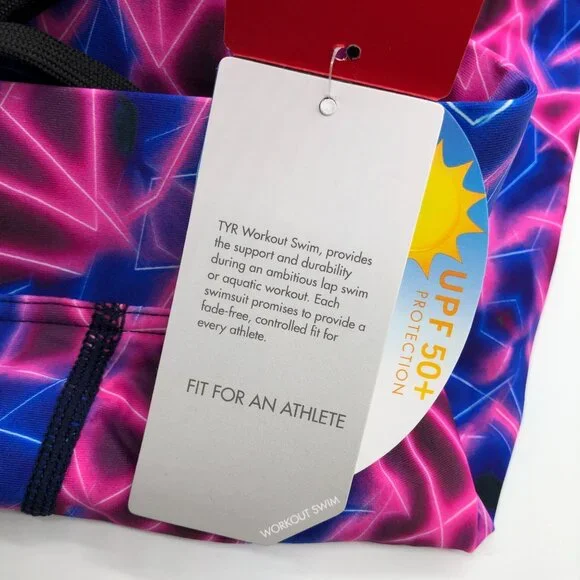 TYR Workout Swim, provides
the support and durability
during an ambitious lap swim
or aquatic workout. Each
swimsuit promises to provide a
fade-free, controlled fit for
every athlete.
FIT FOR AN ATHLETE
WORKOUT SWIM
UPF 50+
PROTECTION